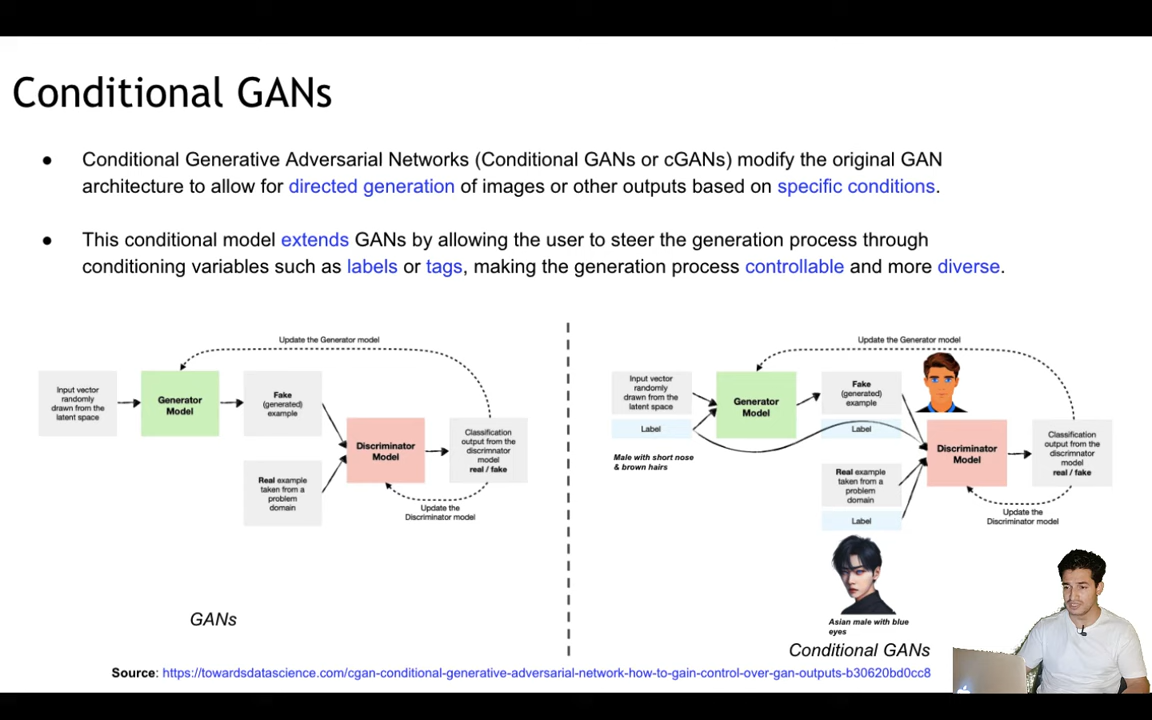 Conditional GANs
● Conditional Generative Adversarial Networks (Conditional GANs or cGANs) modify the original GAN
architecture to allow for directed generation of images or other outputs based on specific conditions.
● This conditional model extends GANs by allowing the user to steer the generation process through
conditioning variables such as labels or tags, making the generation process controllable and more diverse.
Update the Generator model
Input vector
randomly
drawn from the
latent space
Generator
Model
Fake
(generated)
example
Real example
taken from a
problem
domain
Discriminator
Model
Classification
output from the
discrimnator
model
real / fake
Update the
Discriminator model
GANs
Update the Generator model
Input vector
randomly
drawn from the
latent space
Label
Male with short nose
& brown hairs
Generator
Model
Fake
(generated)
example
Label
Real example
taken from a
problem
domain
Label
Asian male with blue
eyes
Discriminator
Model
Classification
output from the
discrimnator
model
real / fake
Update the
Discriminator model
Conditional GANs
Source: https://towardsdatascience.com/cgan-conditional-generative-adversarial-network-how-to-gain-control-over-gan-outputs-b30620bd0cc8